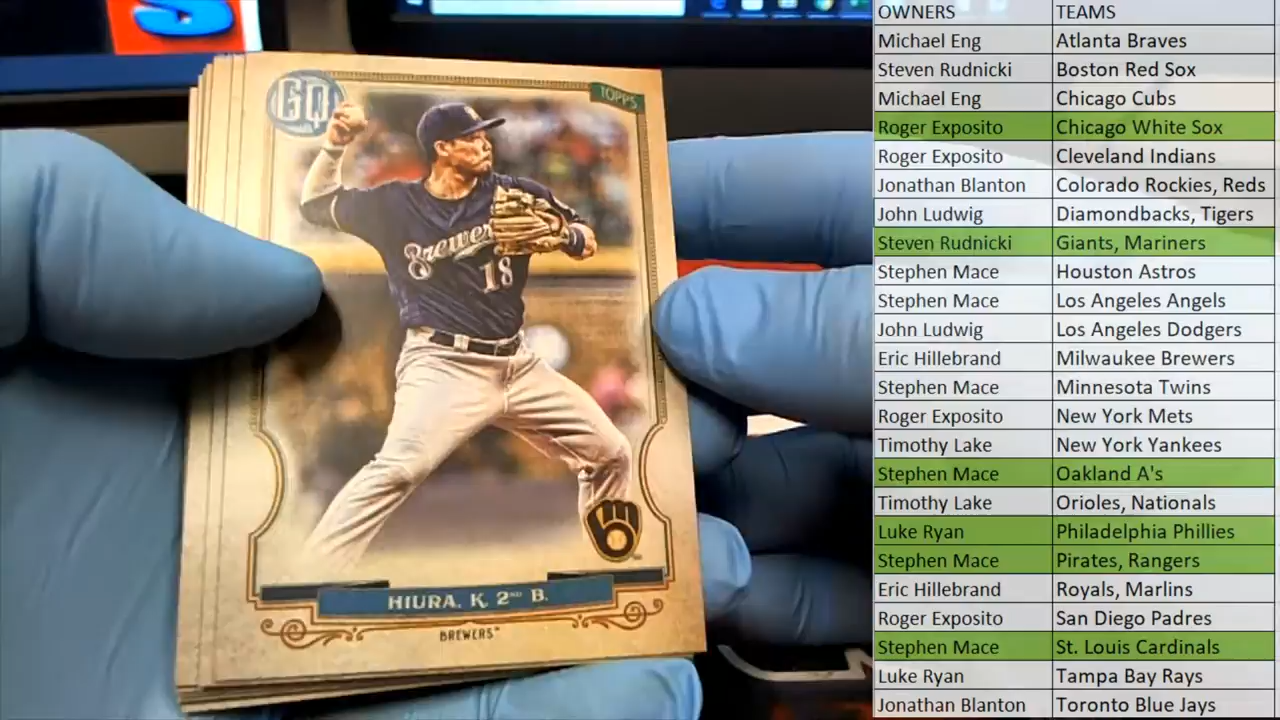 GQ
TOPPS
Brewer
18
HIURA, K. 2ND B.
BREWERS™
OWNERS TEAMS
Michael Eng Atlanta Braves
Steven Rudnicki Boston Red Sox
Michael Eng Chicago Cubs
Roger Exposito Chicago White Sox
Roger Exposito Cleveland Indians
Jonathan Blanton Colorado Rockies, Reds
John Ludwig Diamondbacks, Tigers
Steven Rudnicki Giants, Mariners
Stephen Mace Houston Astros
Stephen Mace Los Angeles Angels
John Ludwig Los Angeles Dodgers
Eric Hillebrand Milwaukee Brewers
Stephen Mace Minnesota Twins
Roger Exposito New York Mets
Timothy Lake New York Yankees
Stephen Mace Oakland A's
Timothy Lake Orioles, Nationals
Luke Ryan Philadelphia Phillies
Stephen Mace Pirates, Rangers
Eric Hillebrand Royals, Marlins
Roger Exposito San Diego Padres
Stephen Mace St. Louis Cardinals
Luke Ryan Tampa Bay Rays
Jonathan Blanton Toronto Blue Jays